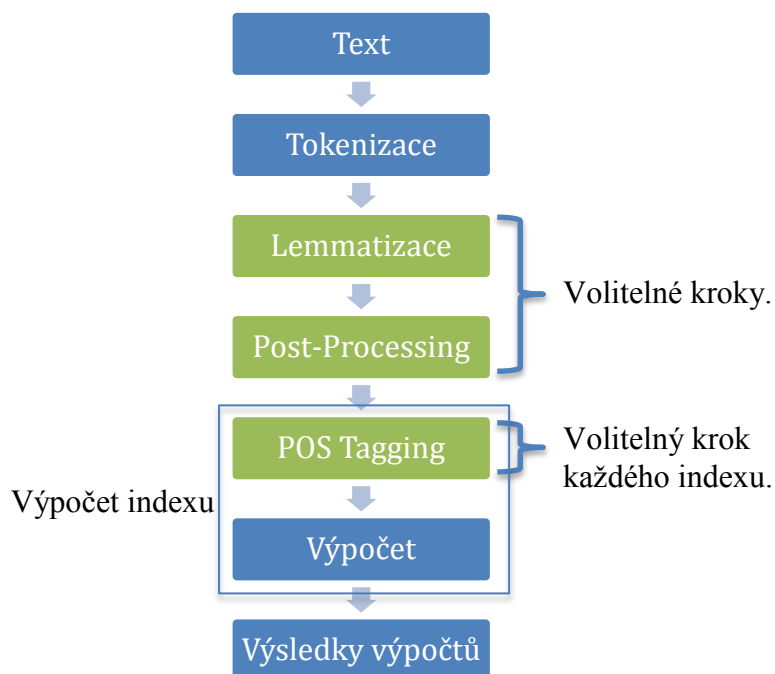 Text
Tokenizace
Lemmatizace
Volitelné kroky.
Post-Processing
POS Tagging
Volitelný krok
každého indexu.
Výpočet indexu
Výpočet
Výsledky výpočtů